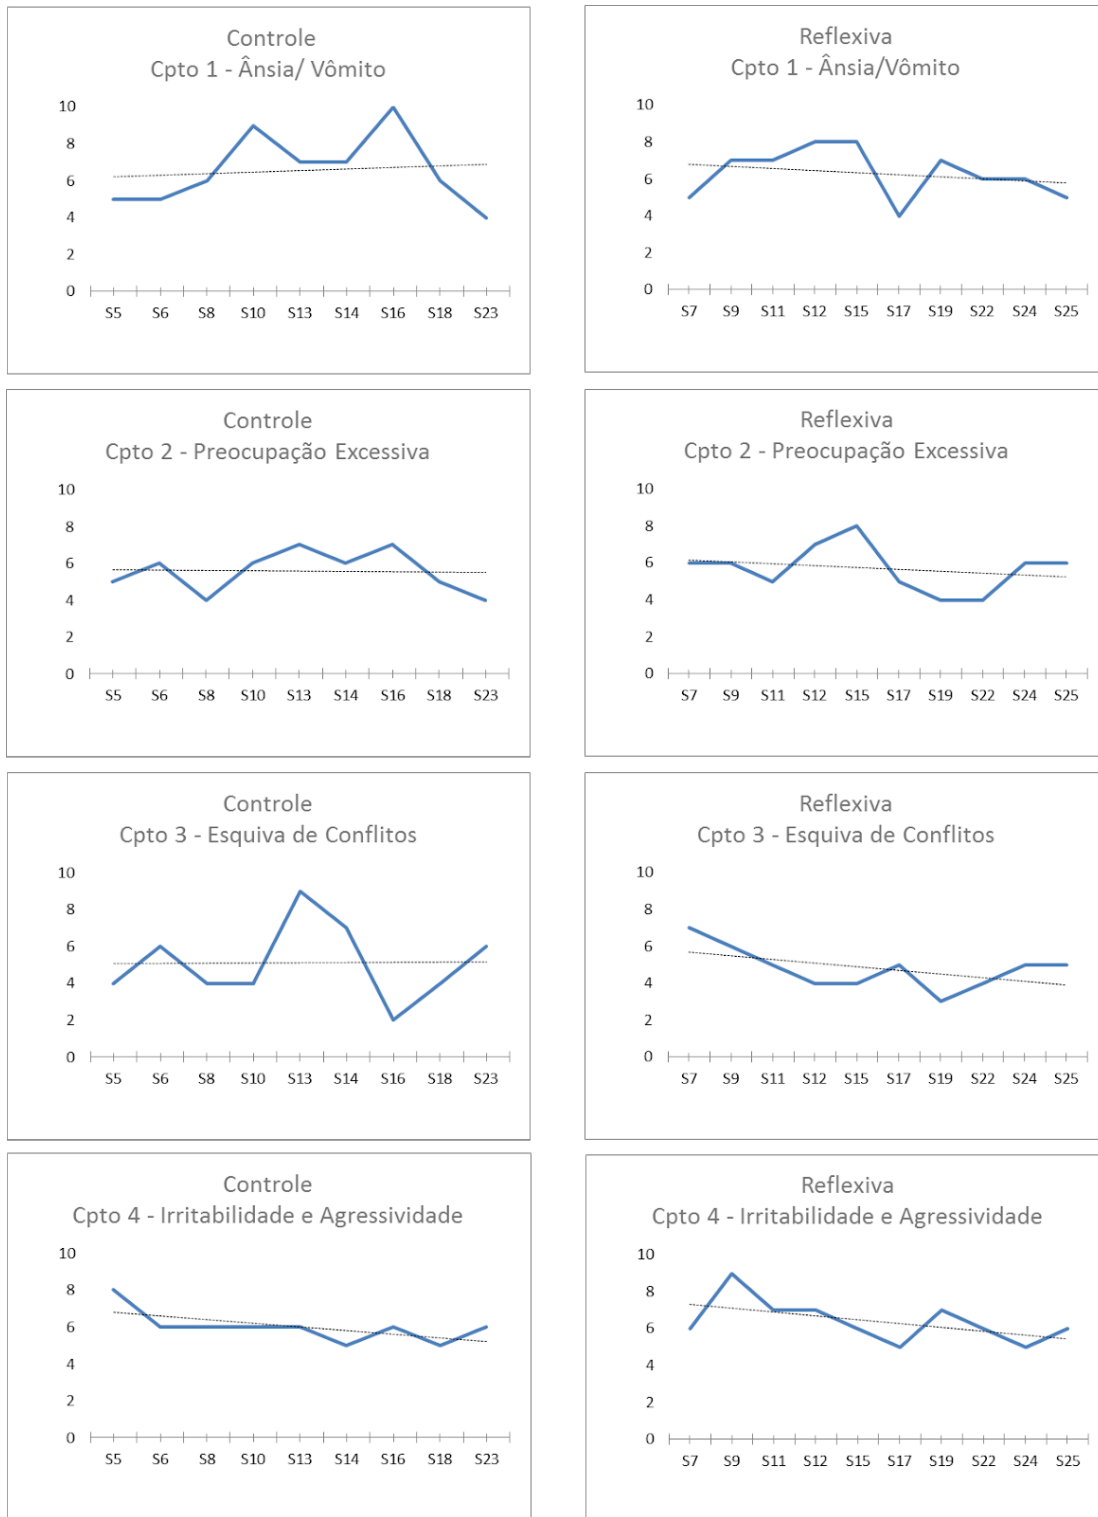 Controle
Cpto 1 - Ânsia/ Vômito
10
8
6
4
2
0
S5 S6 S8 S10 S13 S14 S16 S18 S23
Reflexiva
Cpto 1 - Ânsia/Vômito
10
8
6
4
2
0
S7 S9 S11 S12 S15 S17 S19 S22 S24 S25
Controle
Cpto 2 - Preocupação Excessiva
10
8
6
4
2
0
S5 S6 S8 S10 S13 S14 S16 S18 S23
Reflexiva
Cpto 2 - Preocupação Excessiva
10
8
6
4
2
0
S7 S9 S11 S12 S15 S17 S19 S22 S24 S25
Controle
Cpto 3 - Esquiva de Conflitos
10
8
6
4
2
0
S5 S6 S8 S10 S13 S14 S16 S18 S23
Reflexiva
Cpto 3 - Esquiva de Conflitos
10
8
6
4
2
0
S7 S9 S11 S12 S15 S17 S19 S22 S24 S25
Controle
Cpto 4 - Irritabilidade e Agressividade
10
8
6
4
2
0
S5 S6 S8 S10 S13 S14 S16 S18 S23
Reflexiva
Cpto 4 - Irritabilidade e Agressividade
10
8
6
4
2
0
S7 S9 S11 S12 S15 S17 S19 S22 S24 S25